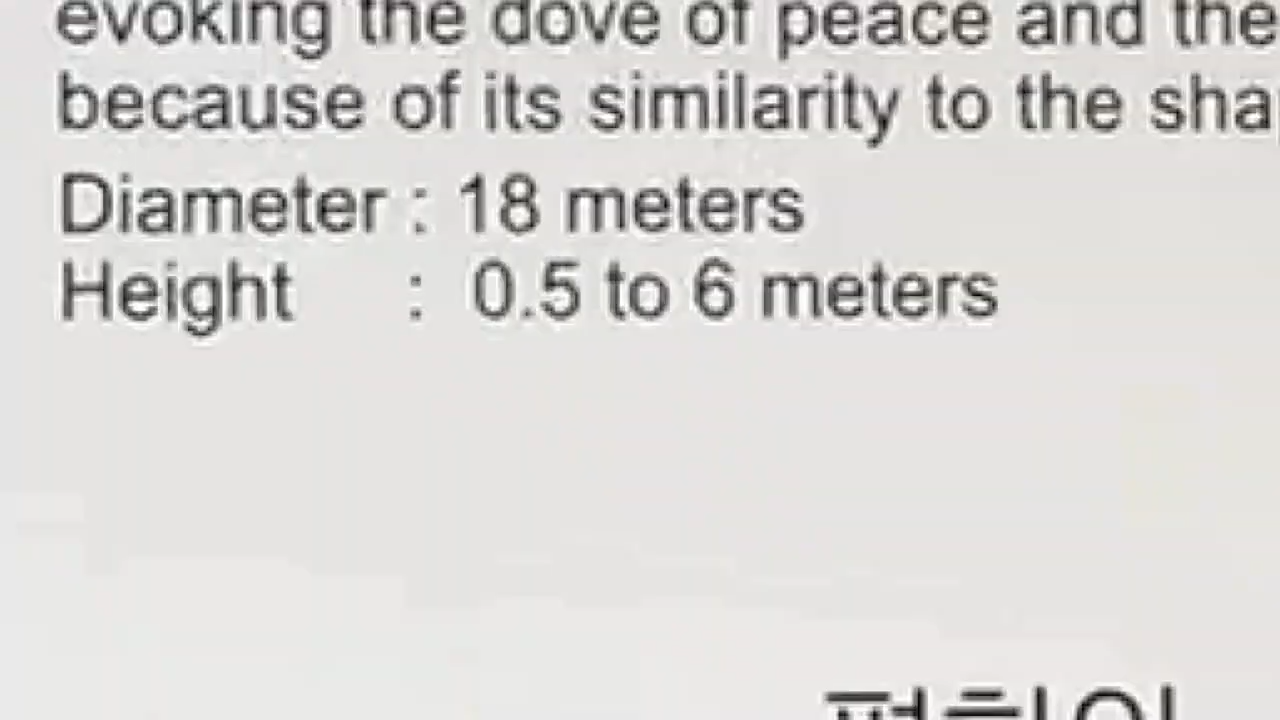 evoking the dove of peace and the
because of its similarity to the sha
Diameter : 18 meters
Height : 0.5 to 6 meters